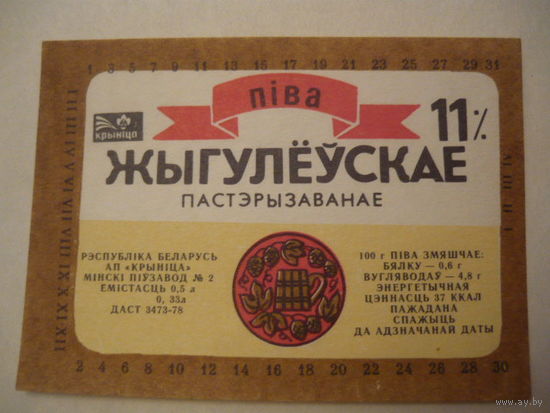 1 3 5 7 9 11 13 15 17 19 21 23 25 27 29 31
піва
крыніца
11%
ЖЫГУЛЁЎСКАЕ
ПАСТЭРЫЗАВАНАЕ
РЭСПУБЛІКА БЕЛАРУСЬ
АП «КРЫНІЦА»
МІНСКІ ПІЎЗАВОД № 2
ЕМІСТАСЦЬ 0,5 л
0, 33л
ДАСТ 3473-78
100 г ПІВА ЗМЯШЧАЕ:
БЯЛКУ — 0,6 г
ВУГЛЯВОДАЎ — 4,8 г
ЭНЕРГЕТЫЧНАЯ
ЦЭННАСЦЬ 37 ККАЛ
ПАЖАДАНА
СПАЖЫЦЬ
ДА АДЗНАЧАНАЙ ДАТЫ
2 4 6 8 10 12 14 16 18 20 22 24 26 28 30
www.ay.by